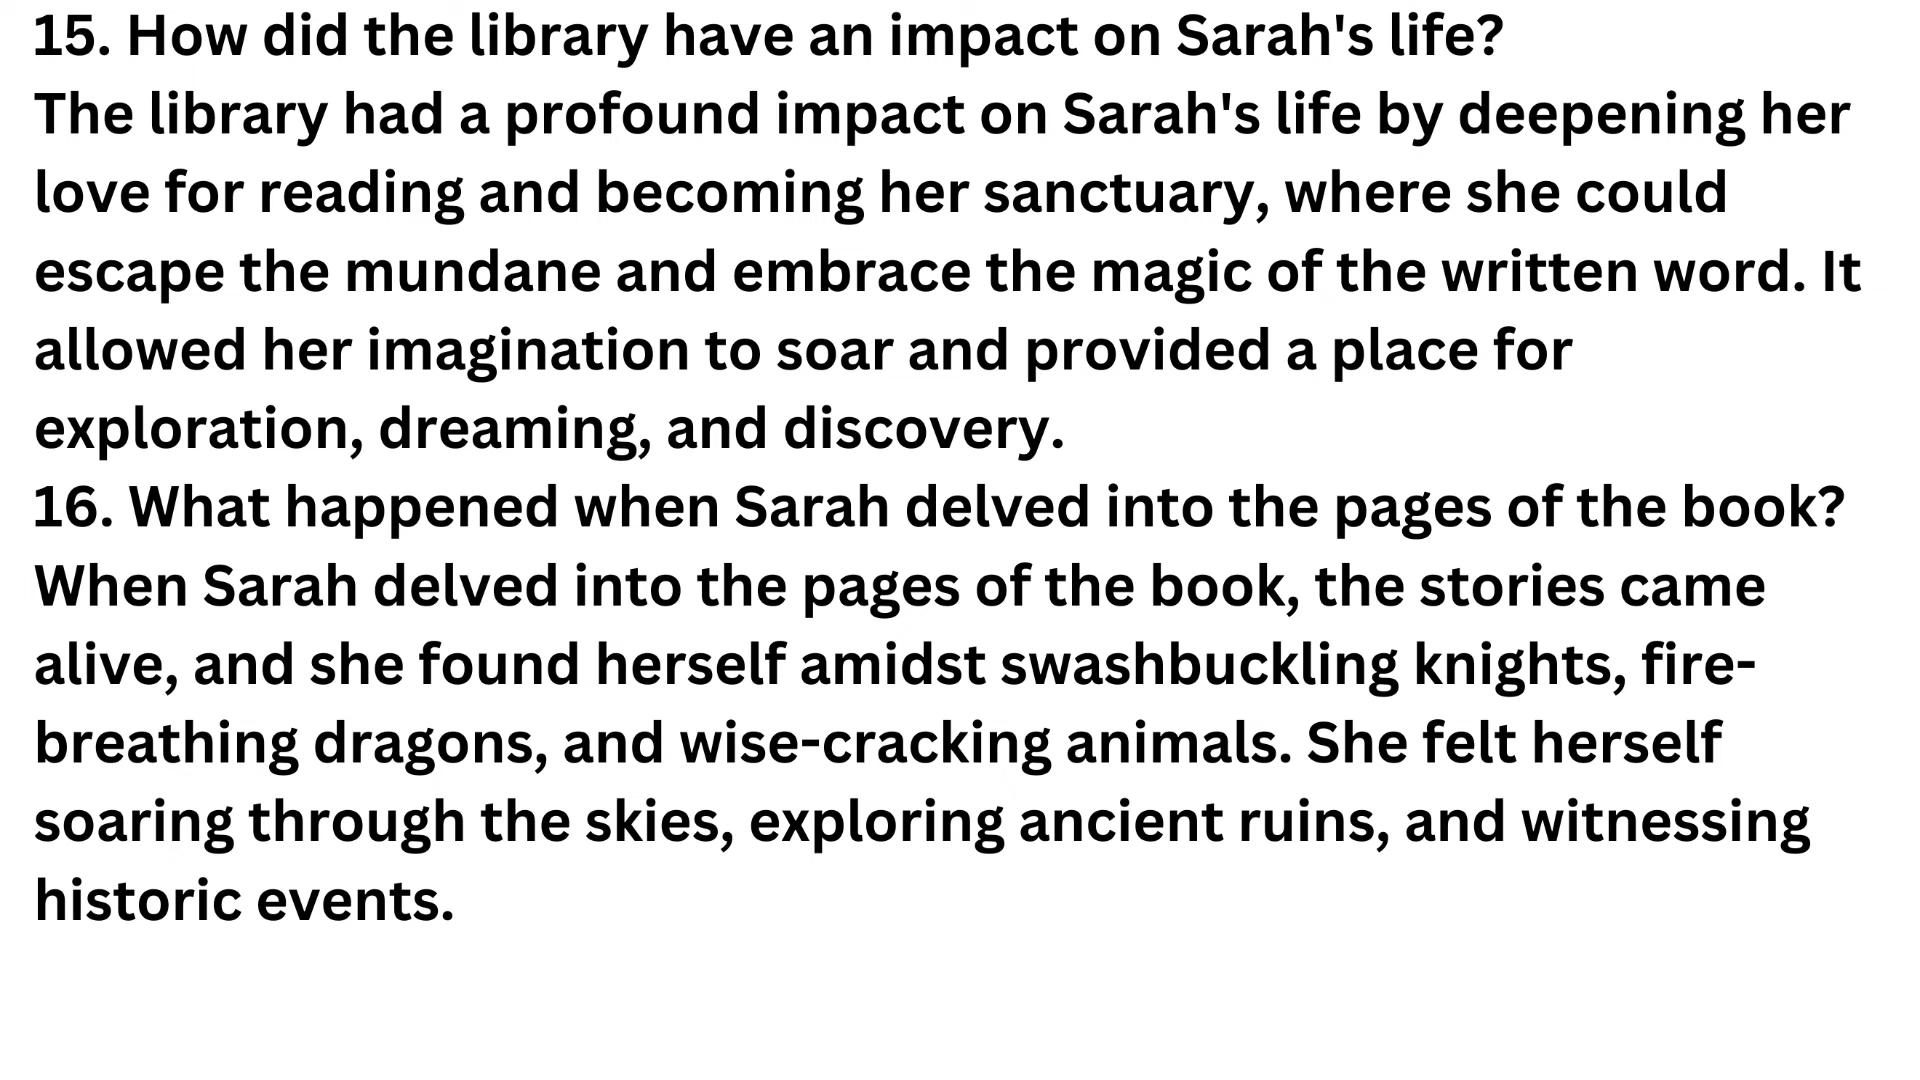 15. How did the library have an impact on Sarah's life?
The library had a profound impact on Sarah's life by deepening her
love for reading and becoming her sanctuary, where she could
escape the mundane and embrace the magic of the written word. It
allowed her imagination to soar and provided a place for
exploration, dreaming, and discovery.
16. What happened when Sarah delved into the pages of the book?
When Sarah delved into the pages of the book, the stories came
alive, and she found herself amidst swashbuckling knights, fire-
breathing dragons, and wise-cracking animals. She felt herself
soaring through the skies, exploring ancient ruins, and witnessing
historic events.